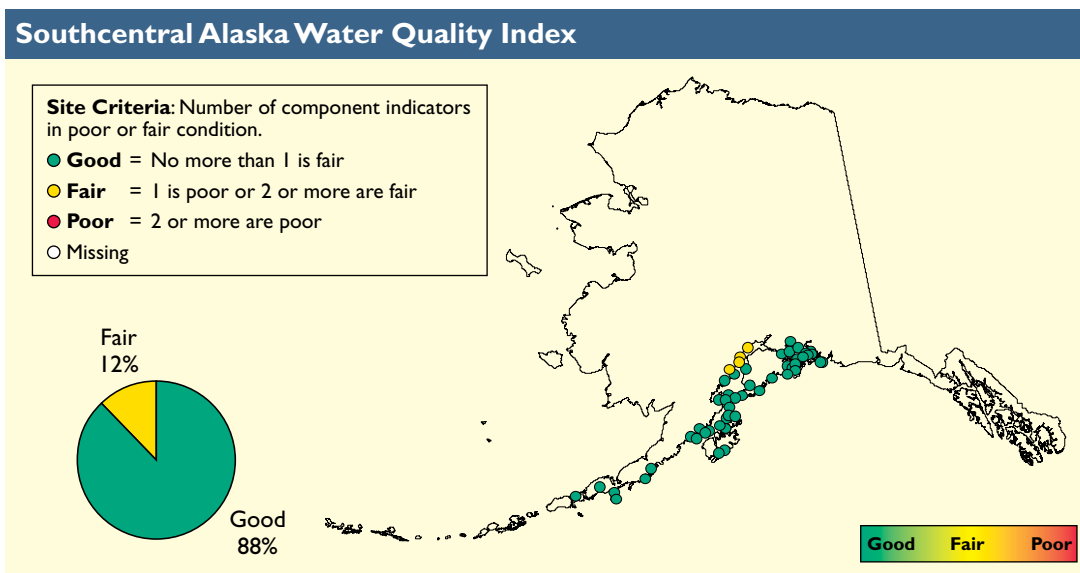 Southcentral Alaska Water Quality Index
Site Criteria: Number of component indicators
in poor or fair condition.
Good = No more than 1 is fair
Fair = 1 is poor or 2 or more are fair
Poor = 2 or more are poor
Missing
Fair
12%
Good
88%
Good Fair Poor